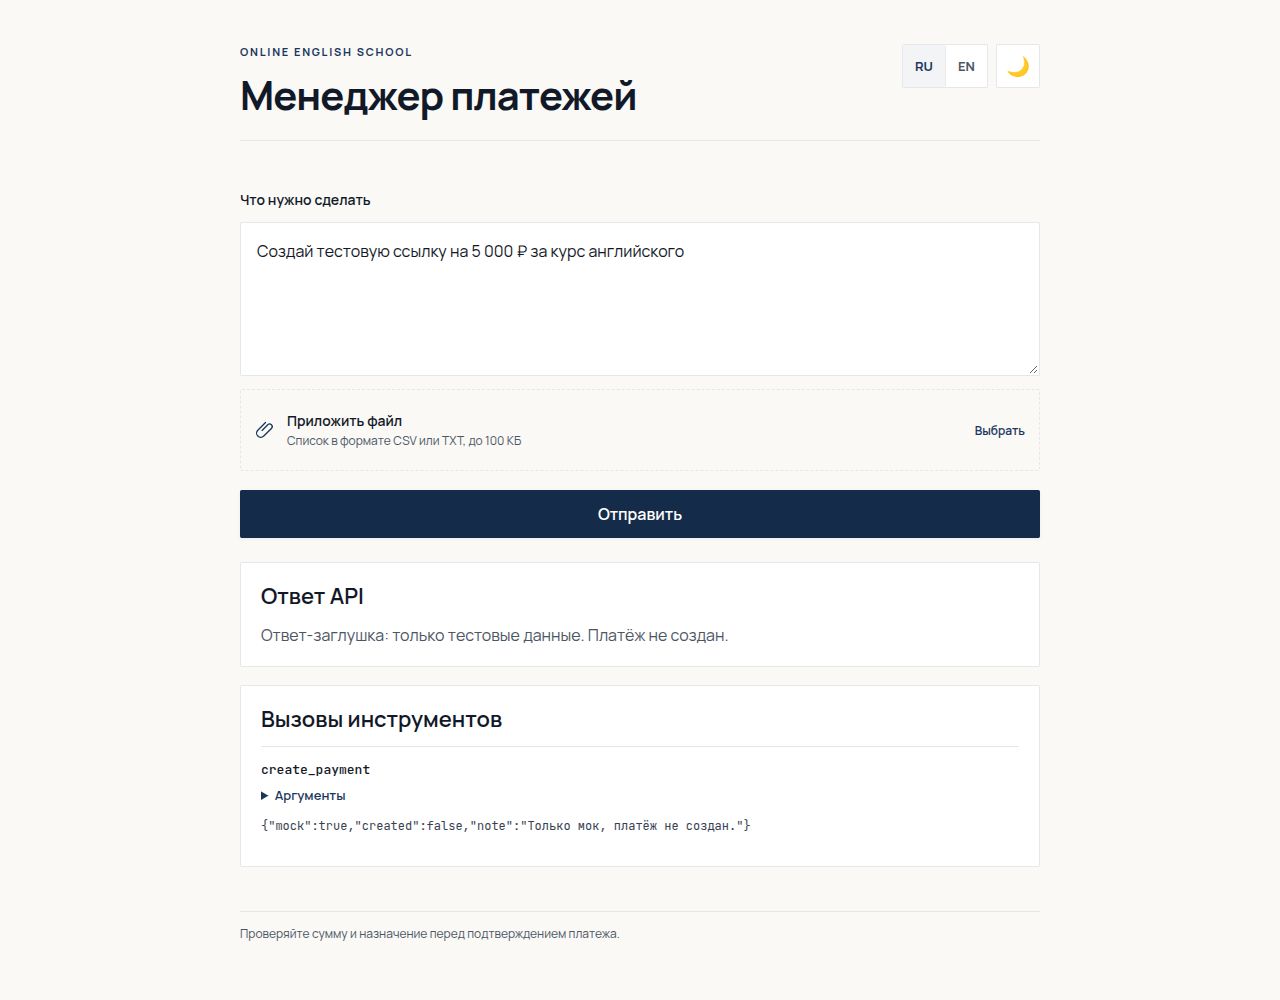 ONLINE ENGLISH SCHOOL
Менеджер платежей
RU EN
Что нужно сделать
Создай тестовую ссылку на 5 000 ₽ за курс английского
Приложить файл
Список в формате CSV или TXT, до 100 КБ
Выбрать
Отправить
Ответ API
Ответ-заглушка: только тестовые данные. Платёж не создан.
Вызовы инструментов
create_payment
Аргументы
{"mock":true,"created":false,"note":"Только мок, платёж не создан."}
Проверяйте сумму и назначение перед подтверждением платежа.